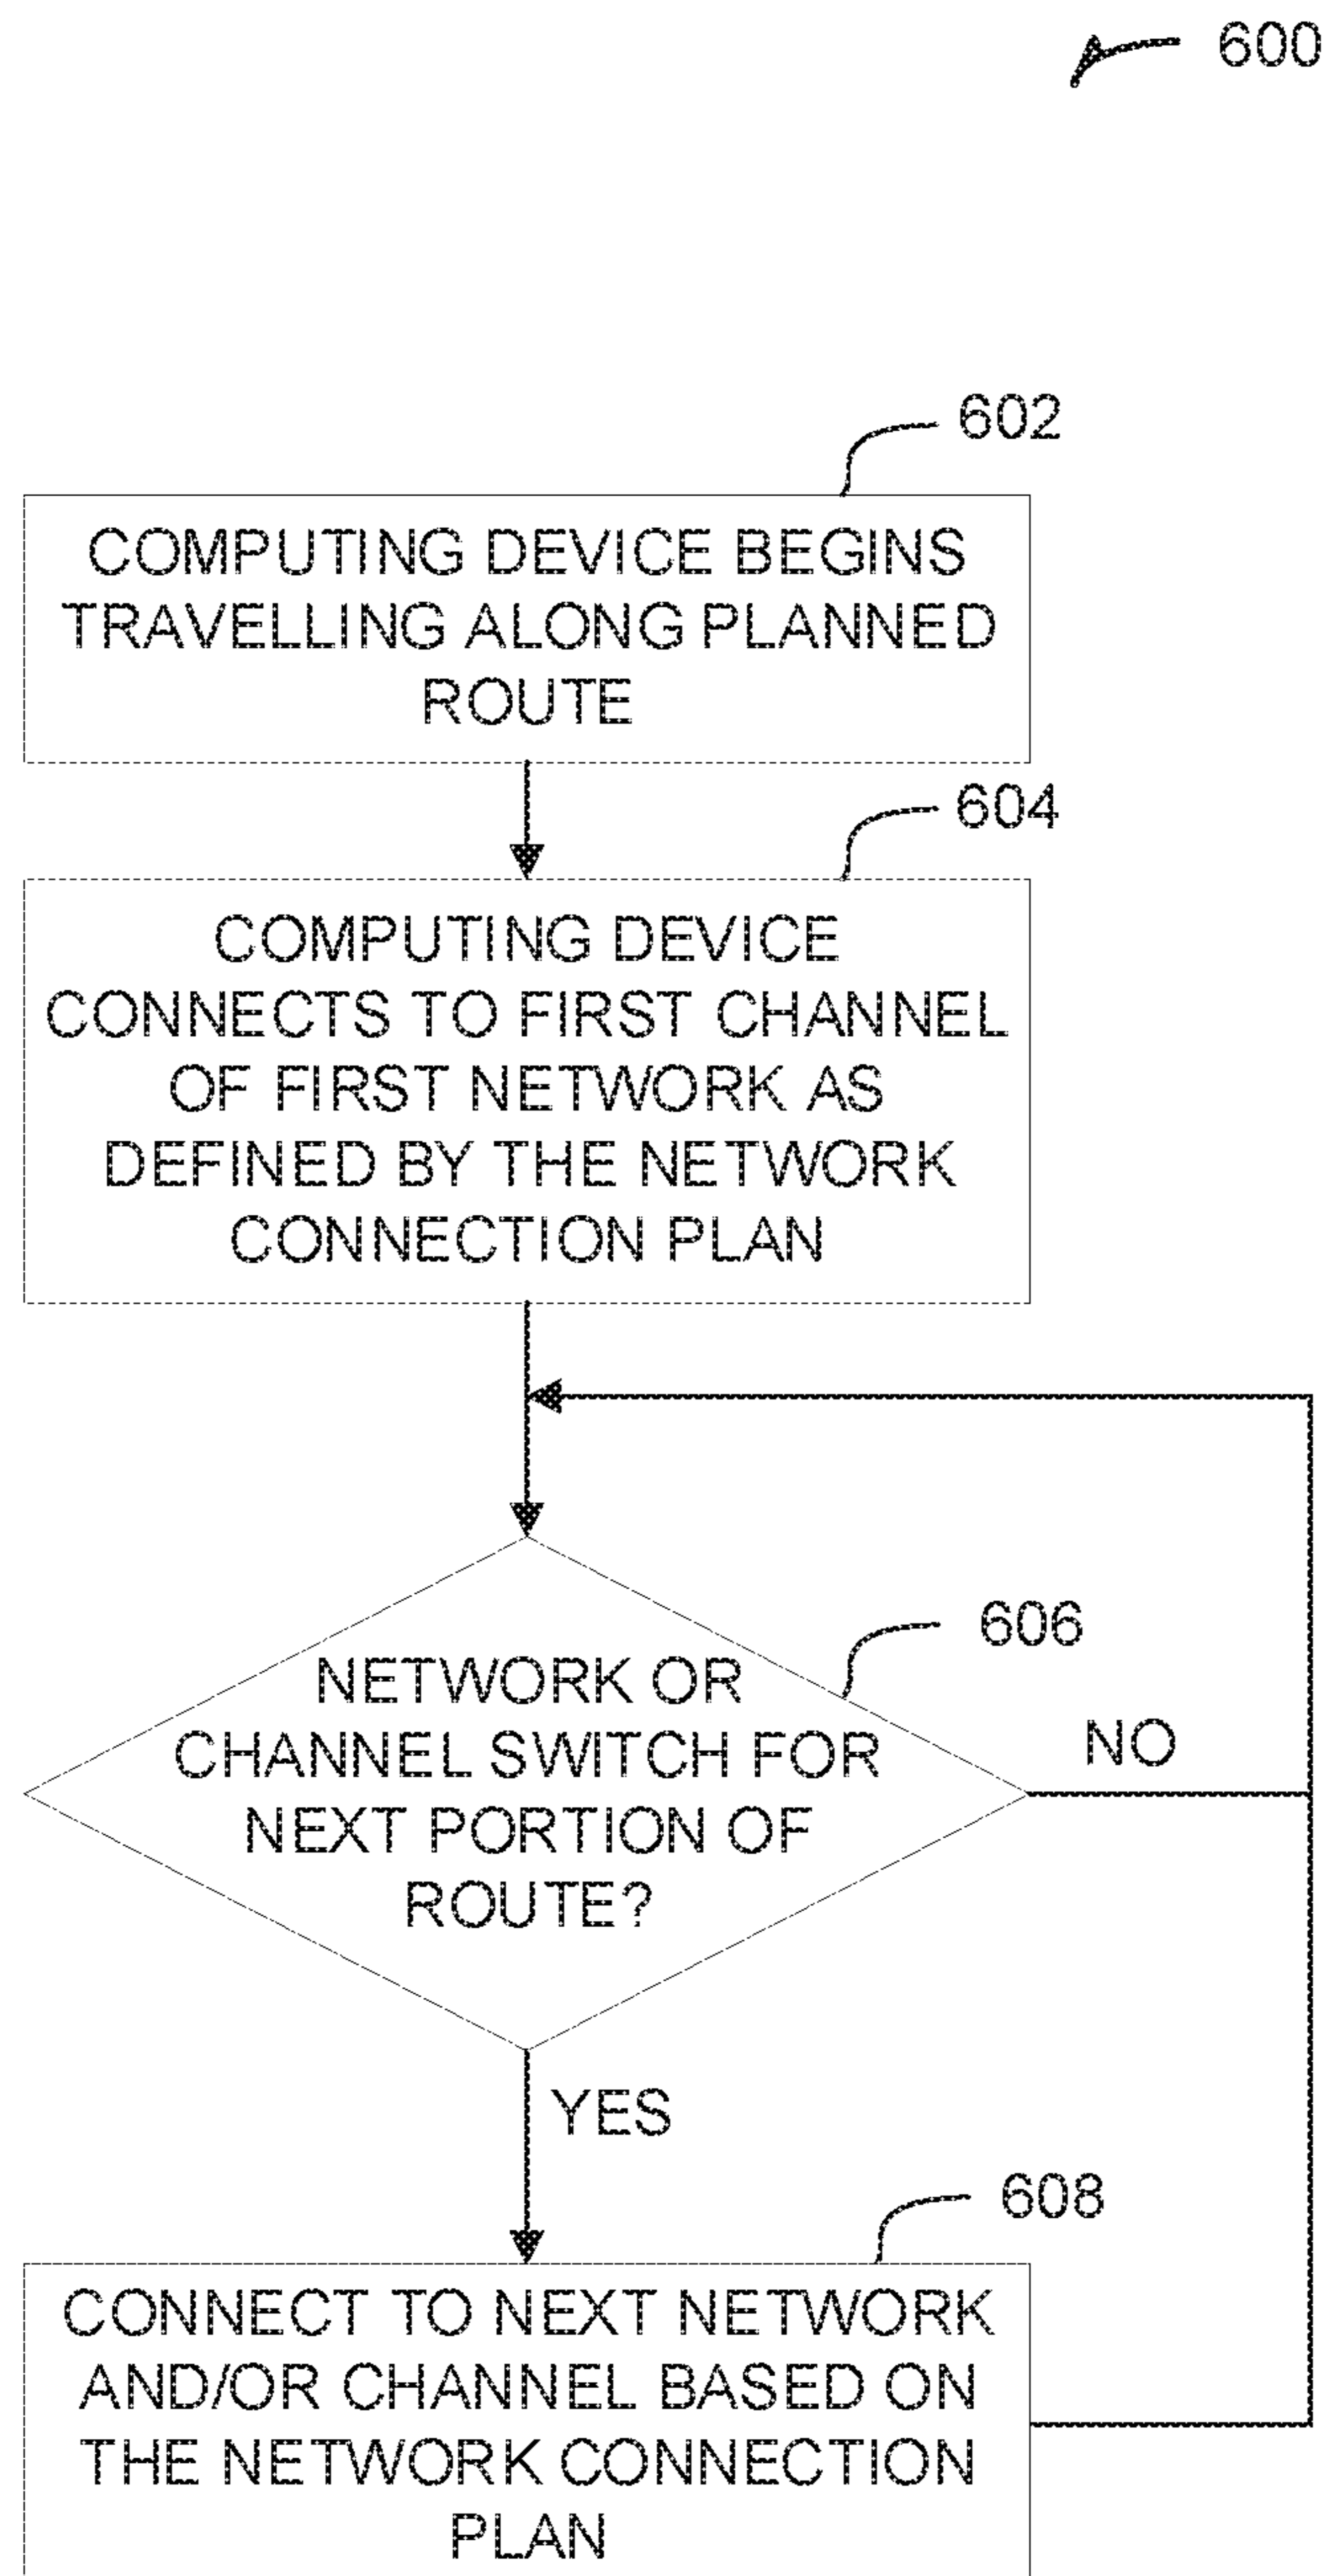 600
602
COMPUTING DEVICE BEGINS
TRAVELLING ALONG PLANNED
ROUTE
604
COMPUTING DEVICE
CONNECTS TO FIRST CHANNEL
OF FIRST NETWORK AS
DEFINED BY THE NETWORK
CONNECTION PLAN
606
NETWORK OR
CHANNEL SWITCH FOR
NEXT PORTION OF
ROUTE?
NO
YES
608
CONNECT TO NEXT NETWORK
AND/OR CHANNEL BASED ON
THE NETWORK CONNECTION
PLAN